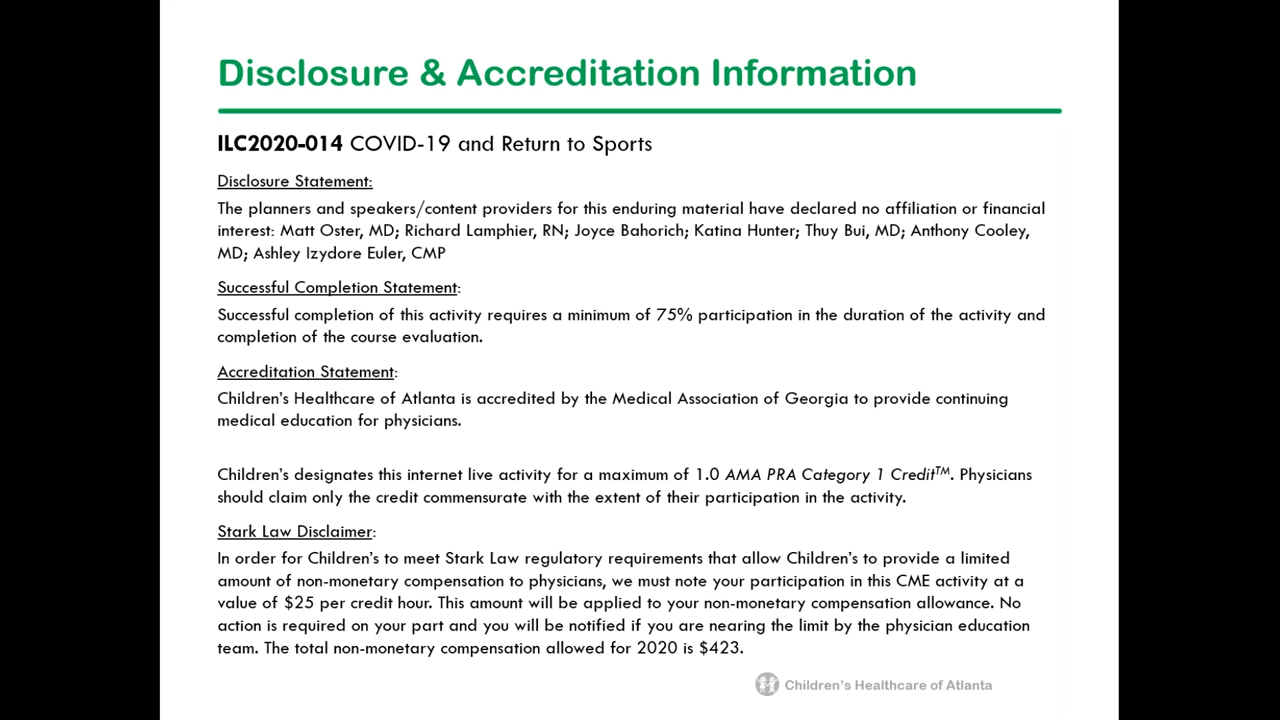 Disclosure & Accreditation Information
ILC2020-014 COVID-19 and Return to Sports
Disclosure Statement:
The planners and speakers/content providers for this enduring material have declared no affiliation or financial
interest: Matt Oster, MD; Richard Lamphier, RN; Joyce Bahorich; Katina Hunter; Thuy Bui, MD; Anthony Cooley,
MD; Ashley Izydore Euler, CMP
Successful Completion Statement:
Successful completion of this activity requires a minimum of 75% participation in the duration of the activity and
completion of the course evaluation.
Accreditation Statement:
Children’s Healthcare of Atlanta is accredited by the Medical Association of Georgia to provide continuing
medical education for physicians.
Children’s designates this internet live activity for a maximum of 1.0 AMA PRA Category 1 Credit™. Physicians
should claim only the credit commensurate with the extent of their participation in the activity.
Stark Law Disclaimer:
In order for Children’s to meet Stark Law regulatory requirements that allow Children’s to provide a limited
amount of non-monetary compensation to physicians, we must note your participation in this CME activity at a
value of $25 per credit hour. This amount will be applied to your non-monetary compensation allowance. No
action is required on your part and you will be notified if you are nearing the limit by the physician education
team. The total non-monetary compensation allowed for 2020 is $423.
Children’s Healthcare of Atlanta